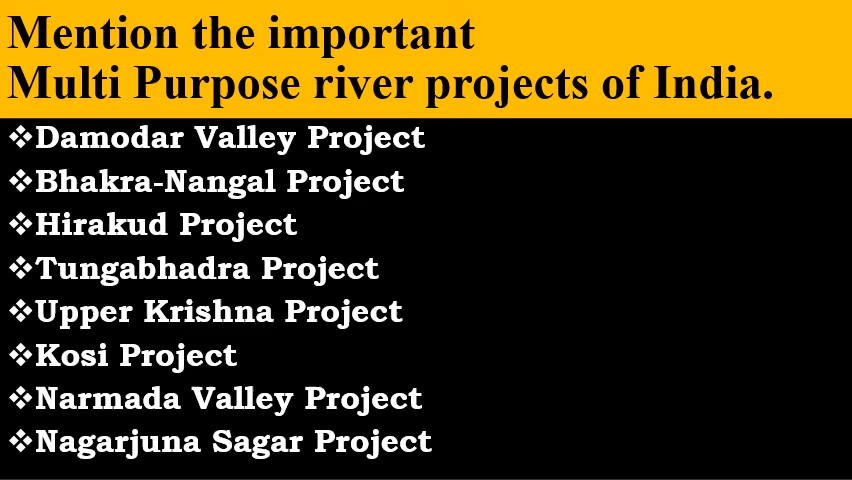 Mention the important
Multi Purpose river projects of India.
❖Damodar Valley Project
❖Bhakra-Nangal Project
❖Hirakud Project
❖Tungabhadra Project
❖Upper Krishna Project
❖Kosi Project
❖Narmada Valley Project
❖Nagarjuna Sagar Project